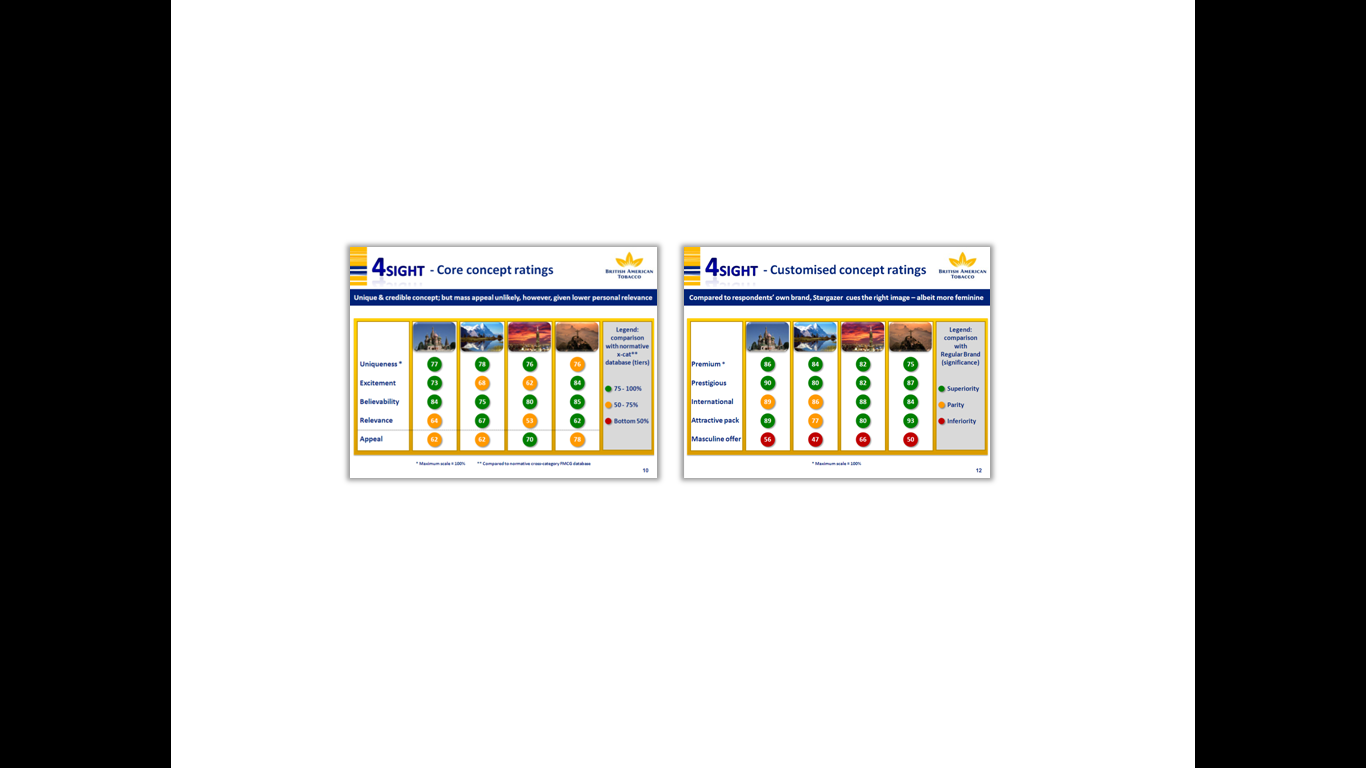 4SIGHT - Core concept ratings
BRITISH AMERICAN
TOBACCO
Unique & credible concept; but mass appeal unlikely, however, given lower personal relevance
Legend:
comparison
with normative
x-cat**
database (tiers)
Uniqueness * 77 78 76 76
Excitement 73 68 62 84
75 - 100%
Believability 84 75 80 85
50 - 75%
Relevance 64 67 53 62
Bottom 50%
Appeal 62 62 70 78
* Maximum scale = 100% ** Compared to normative cross-category FMCG database
10
4SIGHT - Customised concept ratings
BRITISH AMERICAN
TOBACCO
Compared to respondents' own brand, Stargazer cues the right image – albeit more feminine
Legend:
comparison
with
Regular Brand
(significance)
Premium * 86 84 82 75
Prestigious 90 80 82 87
Superiority
International 89 86 88 84
Parity
Attractive pack 89 77 80 93
Inferiority
Masculine offer 56 47 66 50
* Maximum scale = 100%
12